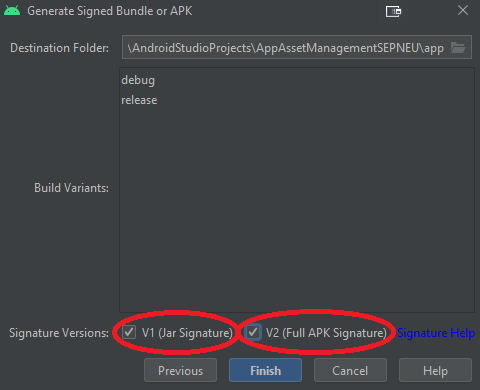 Generate Signed Bundle or APK
Destination Folder: \AndroidStudioProjects\AppAssetManagementSEPNEU\app
debug
release
Build Variants:
Signature Versions: V1 (Jar Signature) V2 (Full APK Signature) Signature Help
Previous Finish Cancel Help